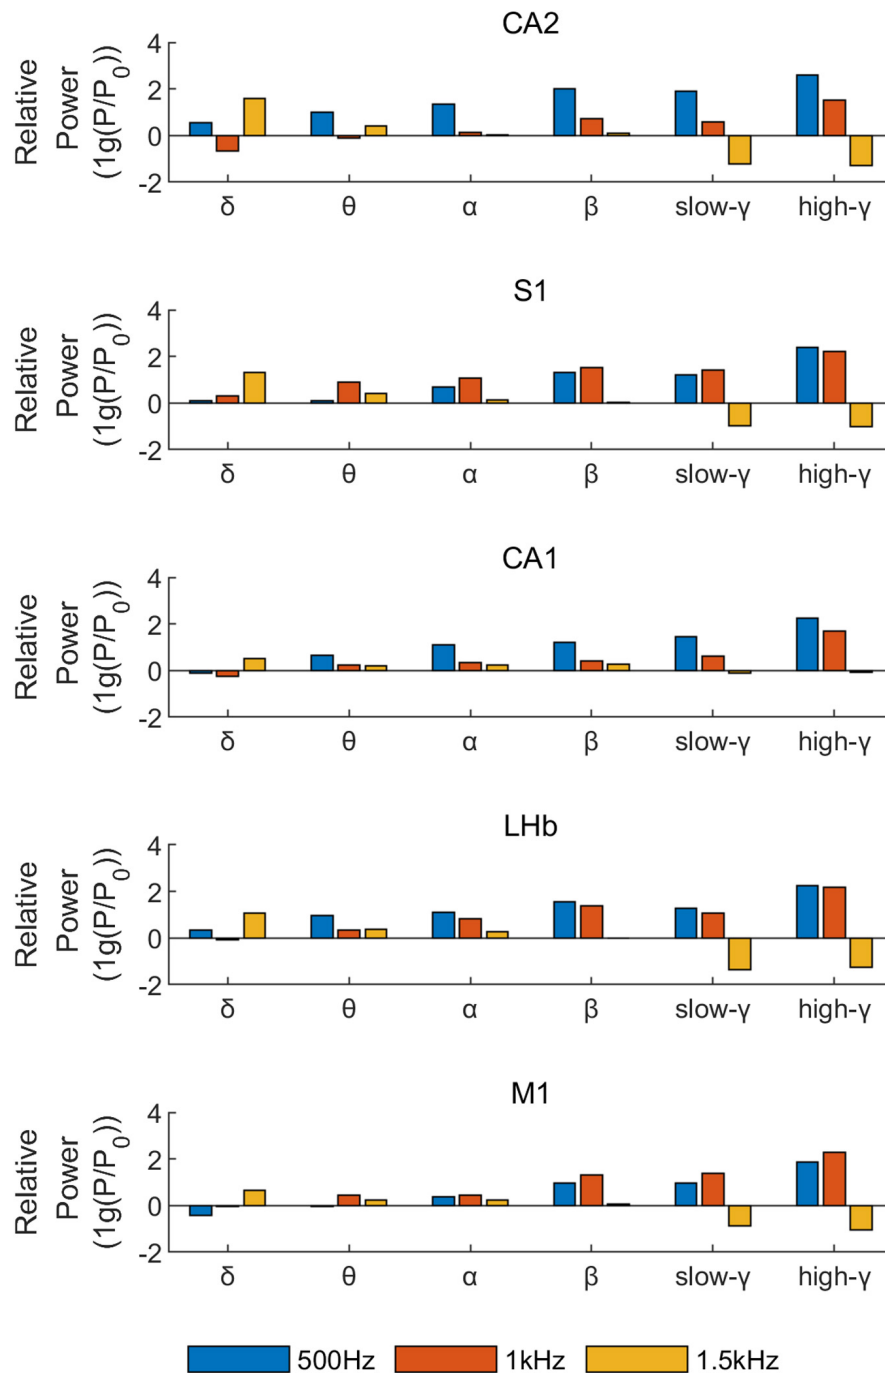 CA2
Relative
Power
(1g(P/P0))
4
2
0
-2
δ θ α β slow-γ high-γ
S1
Relative
Power
(1g(P/P0))
4
2
0
-2
δ θ α β slow-γ high-γ
CA1
Relative
Power
(1g(P/P0))
4
2
0
-2
δ θ α β slow-γ high-γ
LHb
Relative
Power
(1g(P/P0))
4
2
0
-2
δ θ α β slow-γ high-γ
M1
Relative
Power
(1g(P/P0))
4
2
0
-2
δ θ α β slow-γ high-γ
500Hz 1kHz 1.5kHz